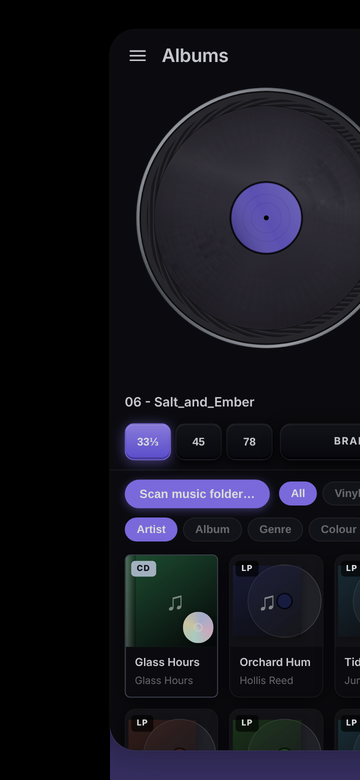 Albums
06 - Salt_and_Ember
33⅓ 45 78
Scan music folder... All
Artist Album Genre Colour
CD LP LP
Glass Hours Orchard Hum
Glass Hours Hollis Reed
LP LP LP